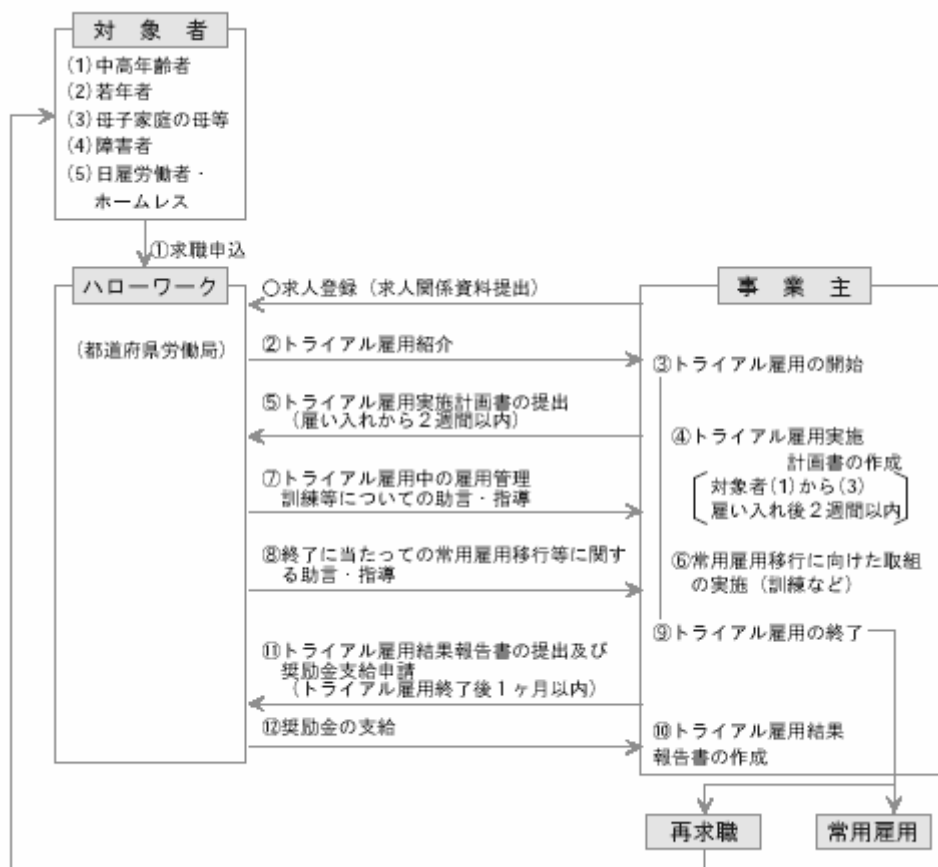 対象者
(1)中高年齢者
(2)若年者
(3)母子家庭の母等
(4)障害者
(5)日雇労働者・
ホームレス
①求職申込
ハローワーク
(都道府県労働局)
○求人登録（求人関係資料提出）
②トライアル雇用紹介
⑤トライアル雇用実施計画書の提出
（雇い入れから２週間以内）
⑦トライアル雇用中の雇用管理
訓練等についての助言・指導
⑧終了に当たっての常用雇用移行等に関す
る助言・指導
⑪トライアル雇用結果報告書の提出及び
奨励金支給申請
（トライアル雇用終了後１ヶ月以内）
⑫奨励金の支給
事業主
③トライアル雇用の開始
④トライアル雇用実施
計画書の作成
対象者(1)から(3)
雇い入れ後２週間以内
⑥常用雇用移行に向けた取組
の実施（訓練など）
⑨トライアル雇用の終了
⑩トライアル雇用結果
報告書の作成
再求職
常用雇用